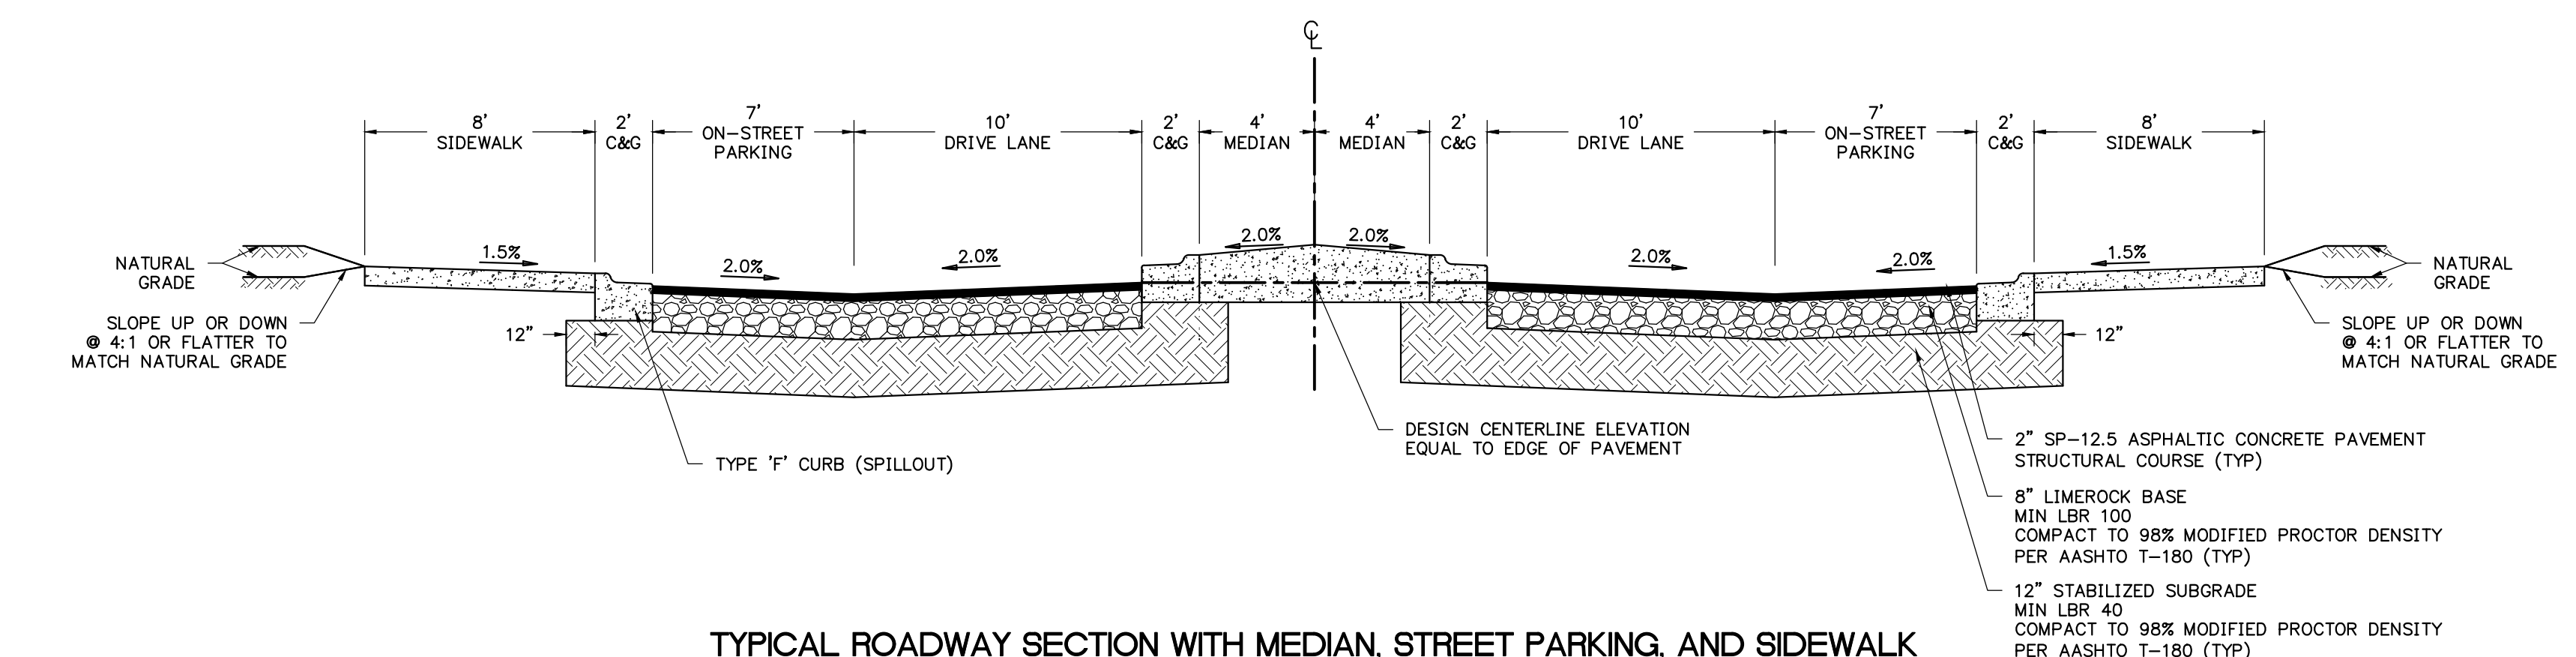 ℄
8'
SIDEWALK
2'
C&G
7'
ON-STREET
PARKING
10'
DRIVE LANE
2'
C&G
4'
MEDIAN
4'
MEDIAN
2'
C&G
10'
DRIVE LANE
7'
ON-STREET
PARKING
2'
C&G
8'
SIDEWALK
NATURAL
GRADE
1.5%
2.0%
2.0%
2.0%
2.0%
2.0%
2.0%
1.5%
NATURAL
GRADE
SLOPE UP OR DOWN
@ 4:1 OR FLATTER TO
MATCH NATURAL GRADE
12"
12"
SLOPE UP OR DOWN
@ 4:1 OR FLATTER TO
MATCH NATURAL GRADE
TYPE 'F' CURB (SPILLOUT)
DESIGN CENTERLINE ELEVATION
EQUAL TO EDGE OF PAVEMENT
2" SP-12.5 ASPHALTIC CONCRETE PAVEMENT
STRUCTURAL COURSE (TYP)
8" LIMEROCK BASE
MIN LBR 100
COMPACT TO 98% MODIFIED PROCTOR DENSITY
PER AASHTO T-180 (TYP)
12" STABILIZED SUBGRADE
MIN LBR 40
COMPACT TO 98% MODIFIED PROCTOR DENSITY
PER AASHTO T-180 (TYP)
TYPICAL ROADWAY SECTION WITH MEDIAN, STREET PARKING, AND SIDEWALK